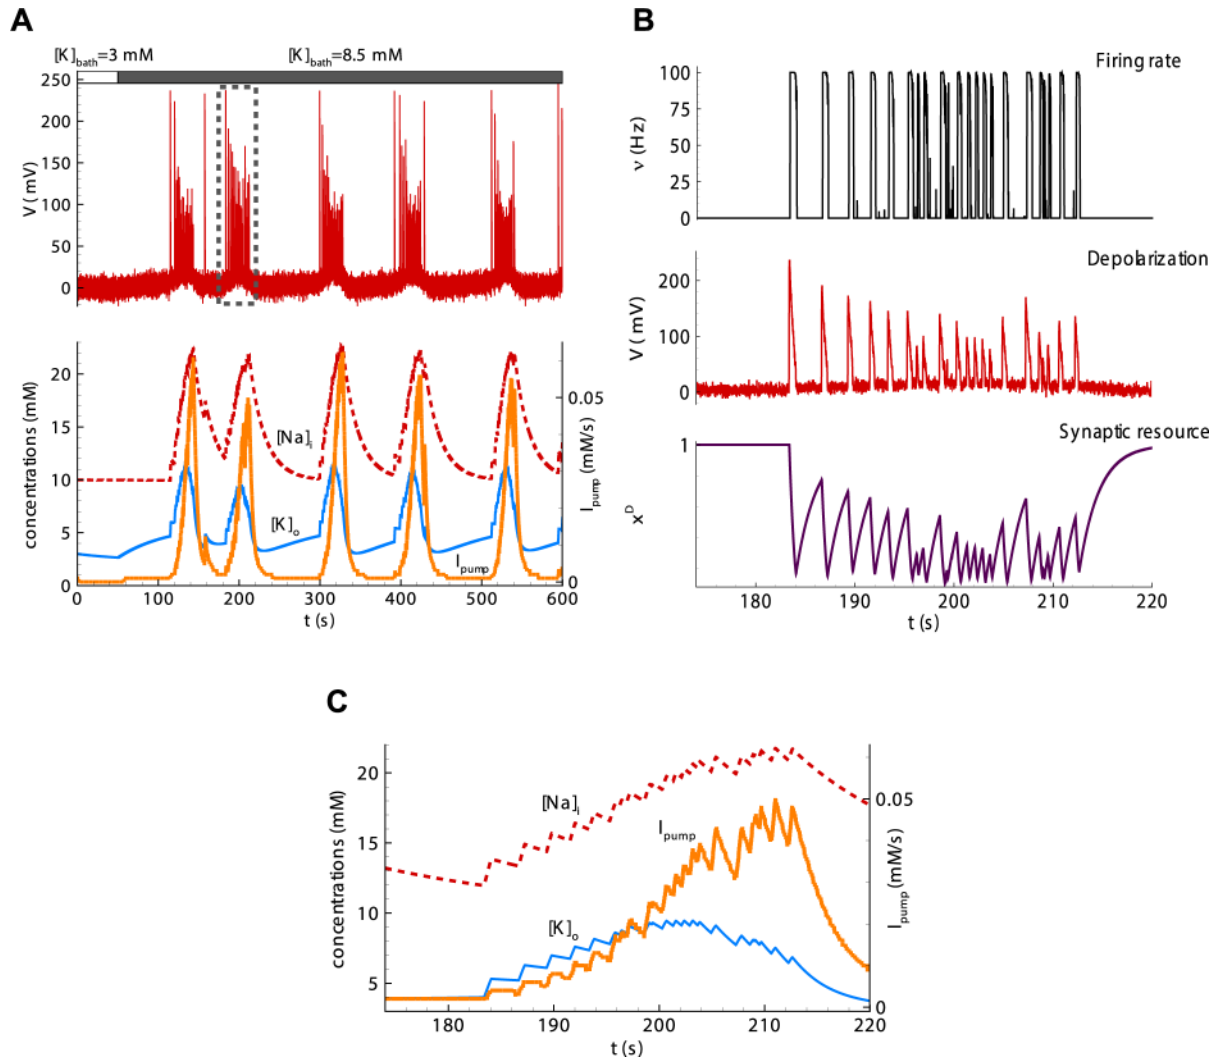 A
[K]bath=3 mM
[K]bath=8.5 mM
250
200
150
100
50
0
V (mV)
20
15
10
5
0
concentrations (mM)
[Na]i
[K]o
Ipump
0.05
0
Ipump (mM/s)
0 100 200 300 400 500 600
t (s)
B
Firing rate
100
75
50
25
0
ν (Hz)
Depolarization
200
100
0
V (mV)
Synaptic resource
1
xD
180 190 200 210 220
t (s)
C
20
15
10
5
concentrations (mM)
[Na]i
Ipump
[K]o
0.05
0
Ipump (mM/s)
180 190 200 210 220
t (s)